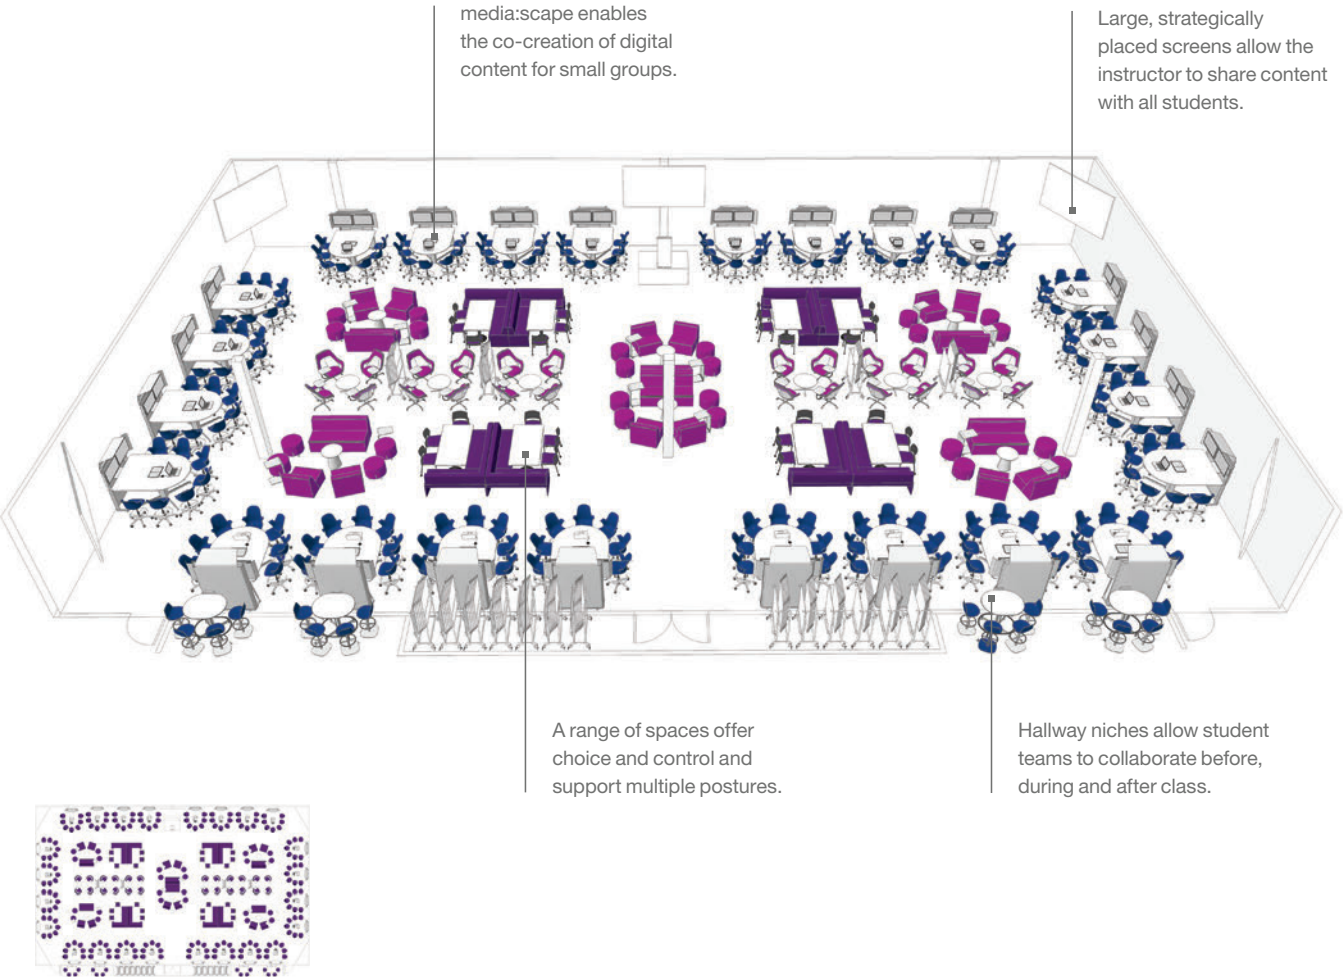 media:scape enables
the co-creation of digital
content for small groups.
Large, strategically
placed screens allow the
instructor to share content
with all students.
A range of spaces offer
choice and control and
support multiple postures.
Hallway niches allow student
teams to collaborate before,
during and after class.